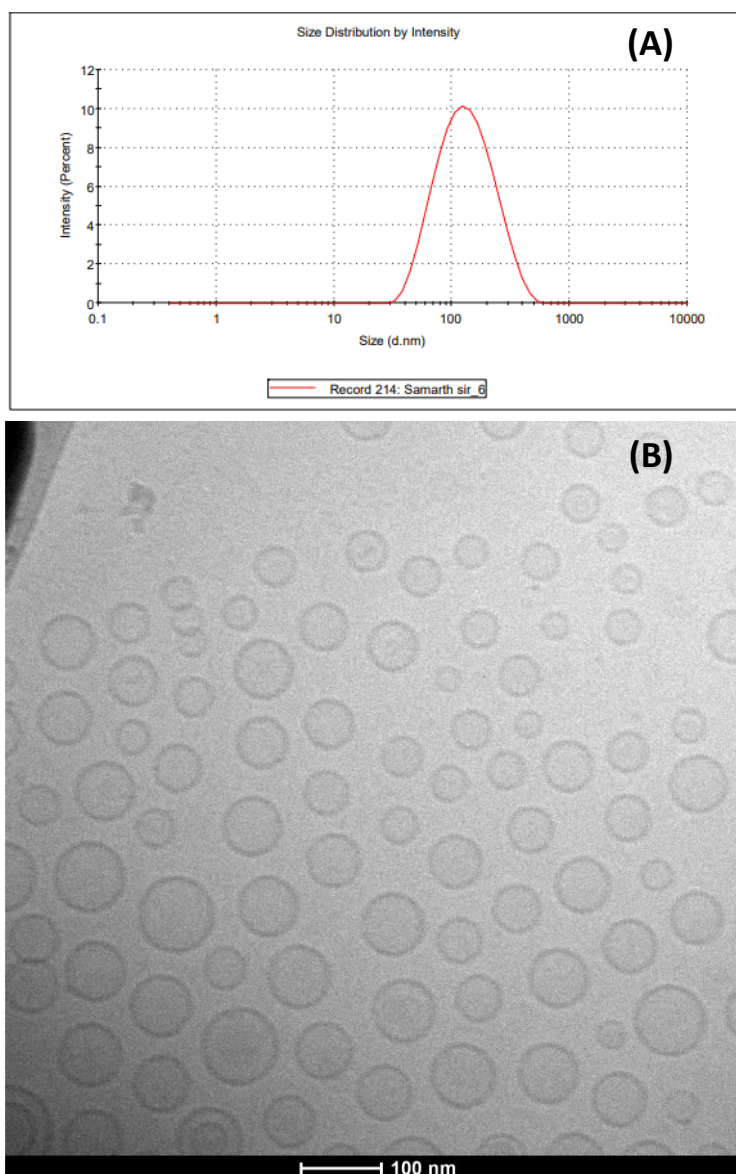 Size Distribution by Intensity
(A)
12
10
8
6
4
2
0
Intensity (Percent)
0.1 1 10 100 1000 10000
Size (d.nm)
Record 214: Samarth sir_6
(B)
100 nm